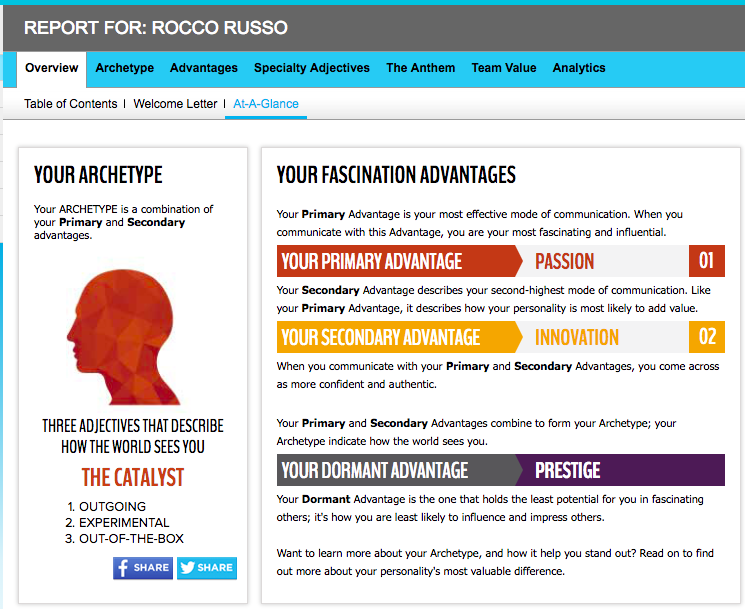 REPORT FOR: ROCCO RUSSO
Overview Archetype Advantages Specialty Adjectives The Anthem Team Value Analytics
Table of Contents | Welcome Letter | At-A-Glance
YOUR ARCHETYPE
Your ARCHETYPE is a combination of
your Primary and Secondary
advantages.
THREE ADJECTIVES THAT DESCRIBE
HOW THE WORLD SEES YOU
THE CATALYST
1. OUTGOING
2. EXPERIMENTAL
3. OUT-OF-THE-BOX
f SHARE SHARE
YOUR FASCINATION ADVANTAGES
Your Primary Advantage is your most effective mode of communication. When you
communicate with this Advantage, you are your most fascinating and influential.
YOUR PRIMARY ADVANTAGE PASSION 01
Your Secondary Advantage describes your second-highest mode of communication. Like
your Primary Advantage, it describes how your personality is most likely to add value.
YOUR SECONDARY ADVANTAGE INNOVATION 02
When you communicate with your Primary and Secondary Advantages, you come across
as more confident and authentic.
Your Primary and Secondary Advantages combine to form your Archetype; your
Archetype indicate how the world sees you.
YOUR DORMANT ADVANTAGE PRESTIGE
Your Dormant Advantage is the one that holds the least potential for you in fascinating
others; it's how you are least likely to influence and impress others.
Want to learn more about your Archetype, and how it help you stand out? Read on to find
out more about your personality's most valuable difference.